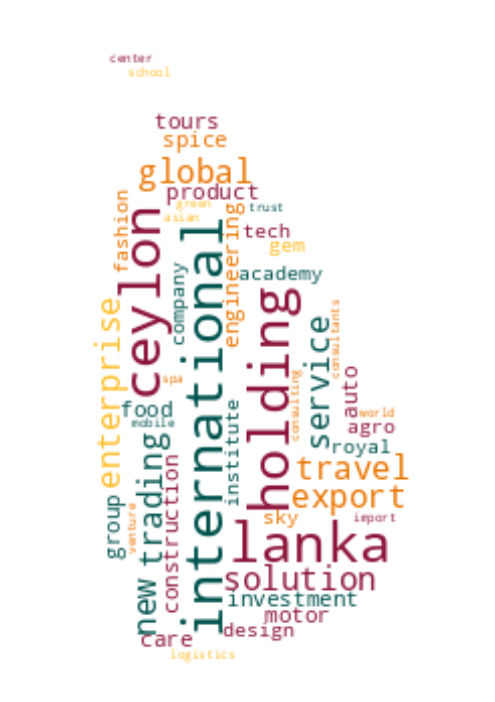 center
school
tours
spice
global
product
green
asian
trust
fashion
ceylon
international
engineering
tech
gem
academy
company
holding
enterprise
service
consultants
spa
food
mobile
institute
consulting
auto
world
agro
royal
travel
export
new trading
construction
group
venture
sky
import
lanka
solution
investment
motor
design
care
logistics